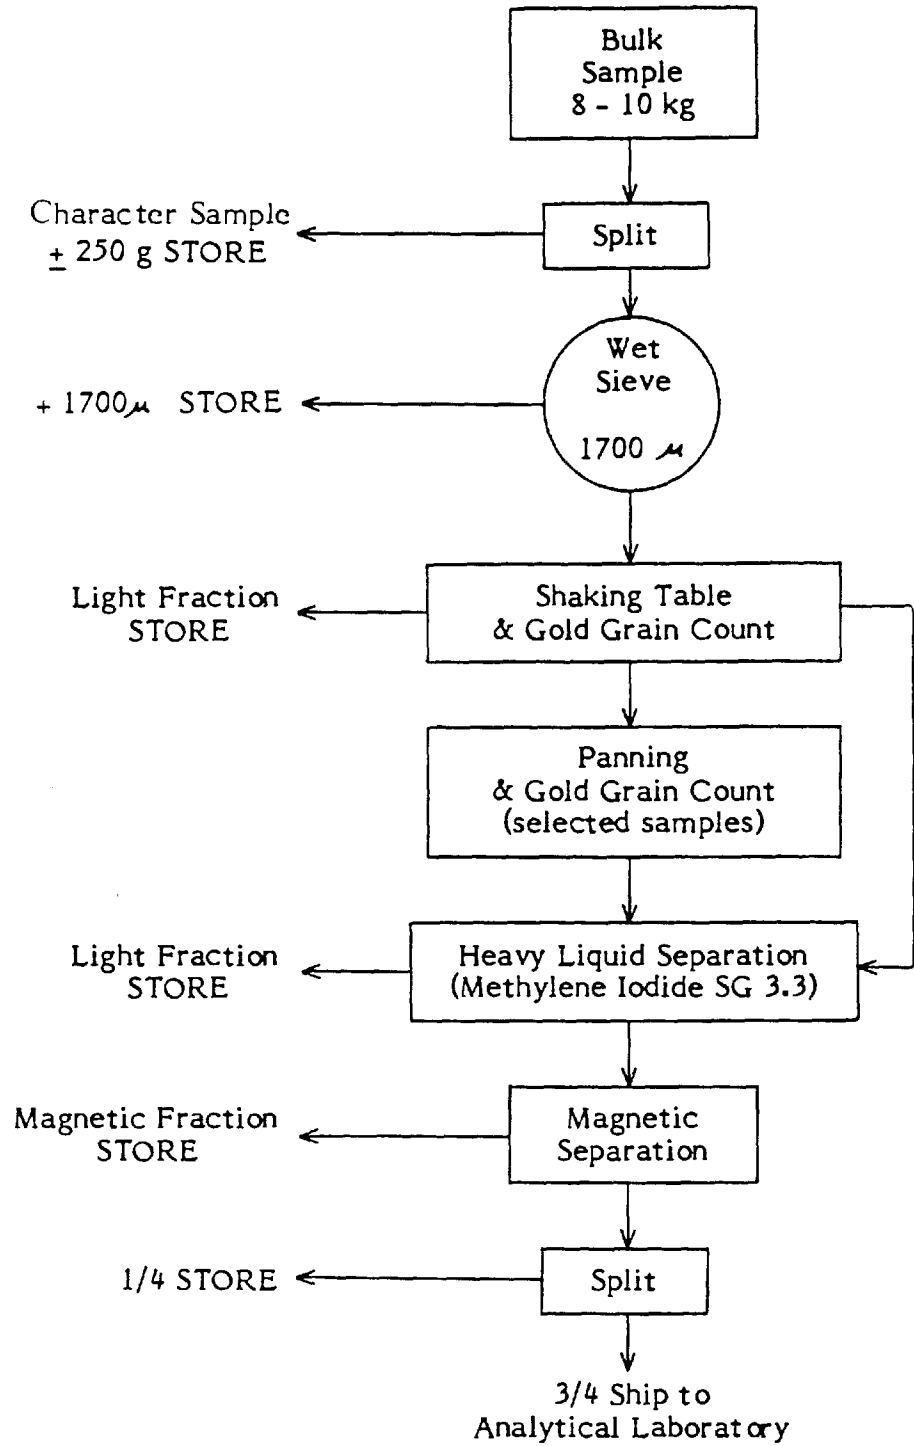 Bulk
Sample
8 - 10 kg
Character Sample
± 250 g STORE
Split
Wet
Sieve
1700 μ
+ 1700μ STORE
Light Fraction
STORE
Shaking Table
& Gold Grain Count
Panning
& Gold Grain Count
(selected samples)
Light Fraction
STORE
Heavy Liquid Separation
(Methylene Iodide SG 3.3)
Magnetic Fraction
STORE
Magnetic
Separation
1/4 STORE
Split
3/4 Ship to
Analytical Laboratory